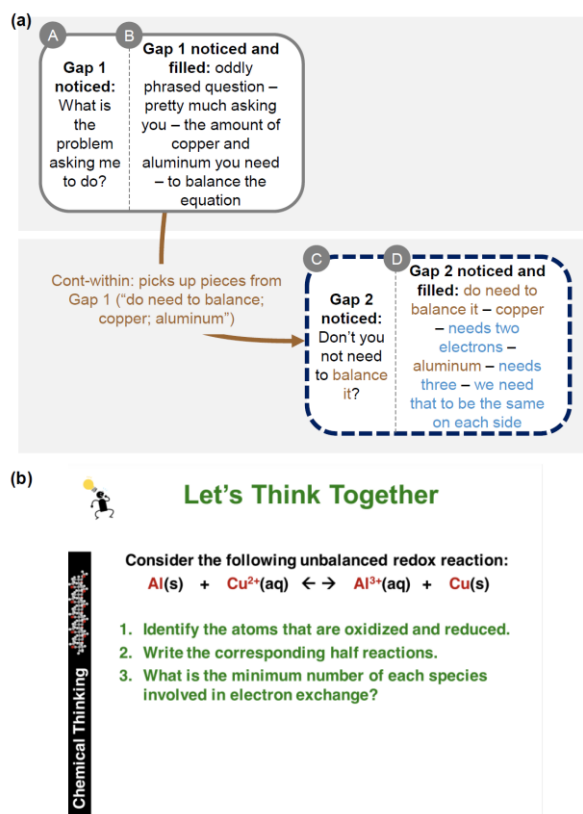 (a)
A
B
Gap 1
noticed:
What is
the
problem
asking me
to do?
Gap 1 noticed and
filled: oddly
phrased question –
pretty much asking
you – the amount of
copper and
aluminum you need
– to balance the
equation
Cont-within: picks up pieces from
Gap 1 (“do need to balance;
copper; aluminum”)
C
D
Gap 2
noticed:
Don’t you
not need
to balance
it?
Gap 2 noticed and
filled: do need to
balance it – copper
– needs two
electrons –
aluminum – needs
three – we need
that to be the same
on each side
(b)
Let’s Think Together
Chemical Thinking
Consider the following unbalanced redox reaction:
Al(s) + Cu²⁺(aq) ←→ Al³⁺(aq) + Cu(s)
1. Identify the atoms that are oxidized and reduced.
2. Write the corresponding half reactions.
3. What is the minimum number of each species
involved in electron exchange?